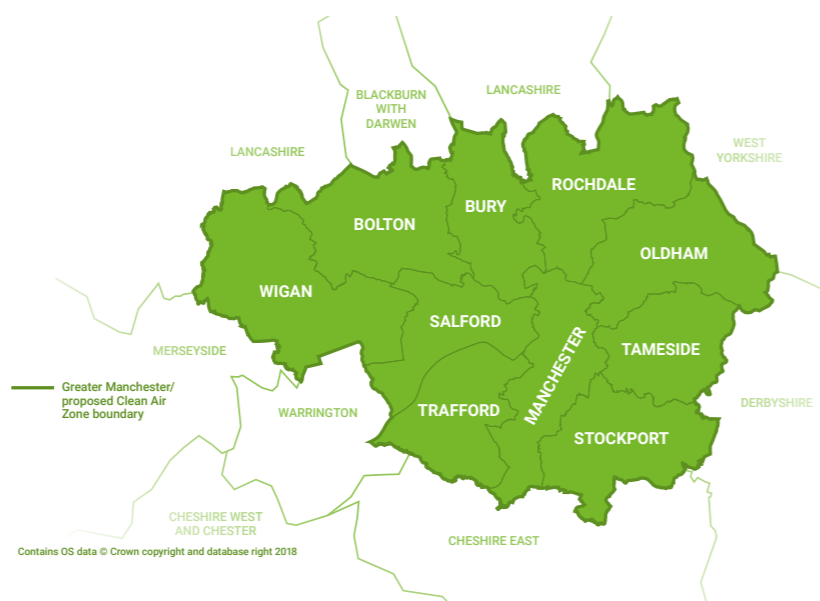 LANCASHIRE
BLACKBURN
WITH
DARWEN
WEST
YORKSHIRE
LANCASHIRE
ROCHDALE
BURY
BOLTON
OLDHAM
WIGAN
SALFORD
TAMESIDE
MERSEYSIDE
MANCHESTER
Greater Manchester/
proposed Clean Air
Zone boundary
WARRINGTON
TRAFFORD
DERBYSHIRE
STOCKPORT
CHESHIRE WEST
AND CHESTER
CHESHIRE EAST
Contains OS data © Crown copyright and database right 2018